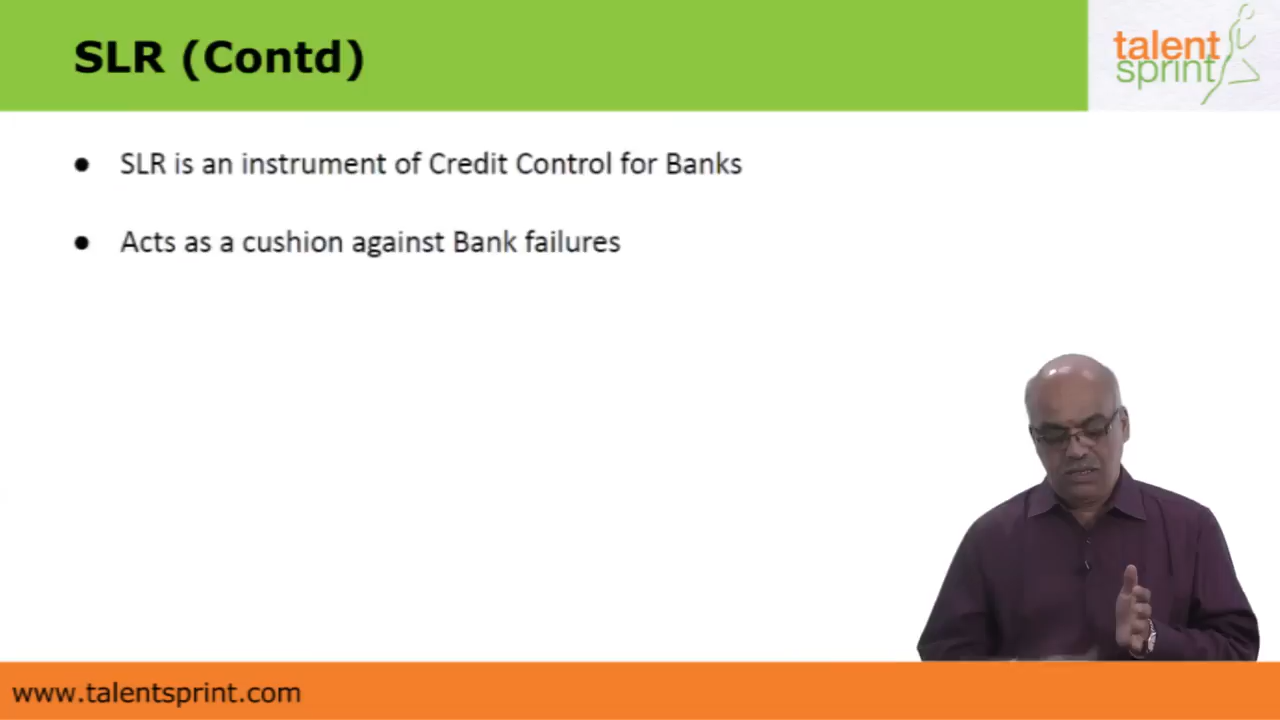 SLR (Contd)
talent
sprint
● SLR is an instrument of Credit Control for Banks
● Acts as a cushion against Bank failures
www.talentsprint.com